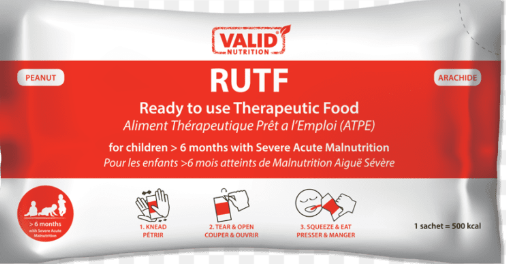 VALID
NUTRITION
PEANUT
RUTF
ARACHIDE
Ready to use Therapeutic Food
Aliment Thérapeutique Prêt a l'Emploi (ATPE)
for children > 6 months with Severe Acute Malnutrition
Pour les enfants >6 mois atteints de Malnutrition Aiguë Sévère
> 6 months
with Severe Acute
Malnutrition
1. KNEAD
PÉTRIR
2. TEAR & OPEN
COUPER & OUVRIR
3. SQUEEZE & EAT
PRESSER & MANGER
1 sachet = 500 kcal